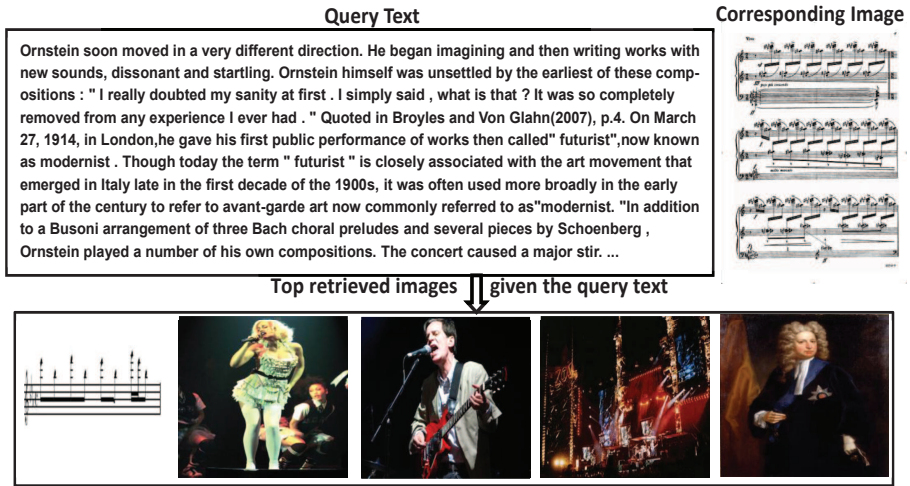 Query Text
Corresponding Image
Ornstein soon moved in a very different direction. He began imagining and then writing works with
new sounds, dissonant and startling. Ornstein himself was unsettled by the earliest of these comp-
ositions : " I really doubted my sanity at first . I simply said , what is that ? It was so completely
removed from any experience I ever had . " Quoted in Broyles and Von Glahn(2007), p.4. On March
27, 1914, in London,he gave his first public performance of works then called" futurist",now known
as modernist . Though today the term " futurist " is closely associated with the art movement that
emerged in Italy late in the first decade of the 1900s, it was often used more broadly in the early
part of the century to refer to avant-garde art now commonly referred to as"modernist. "In addition
to a Busoni arrangement of three Bach choral preludes and several pieces by Schoenberg ,
Ornstein played a number of his own compositions. The concert caused a major stir. ...
Top retrieved images given the query text